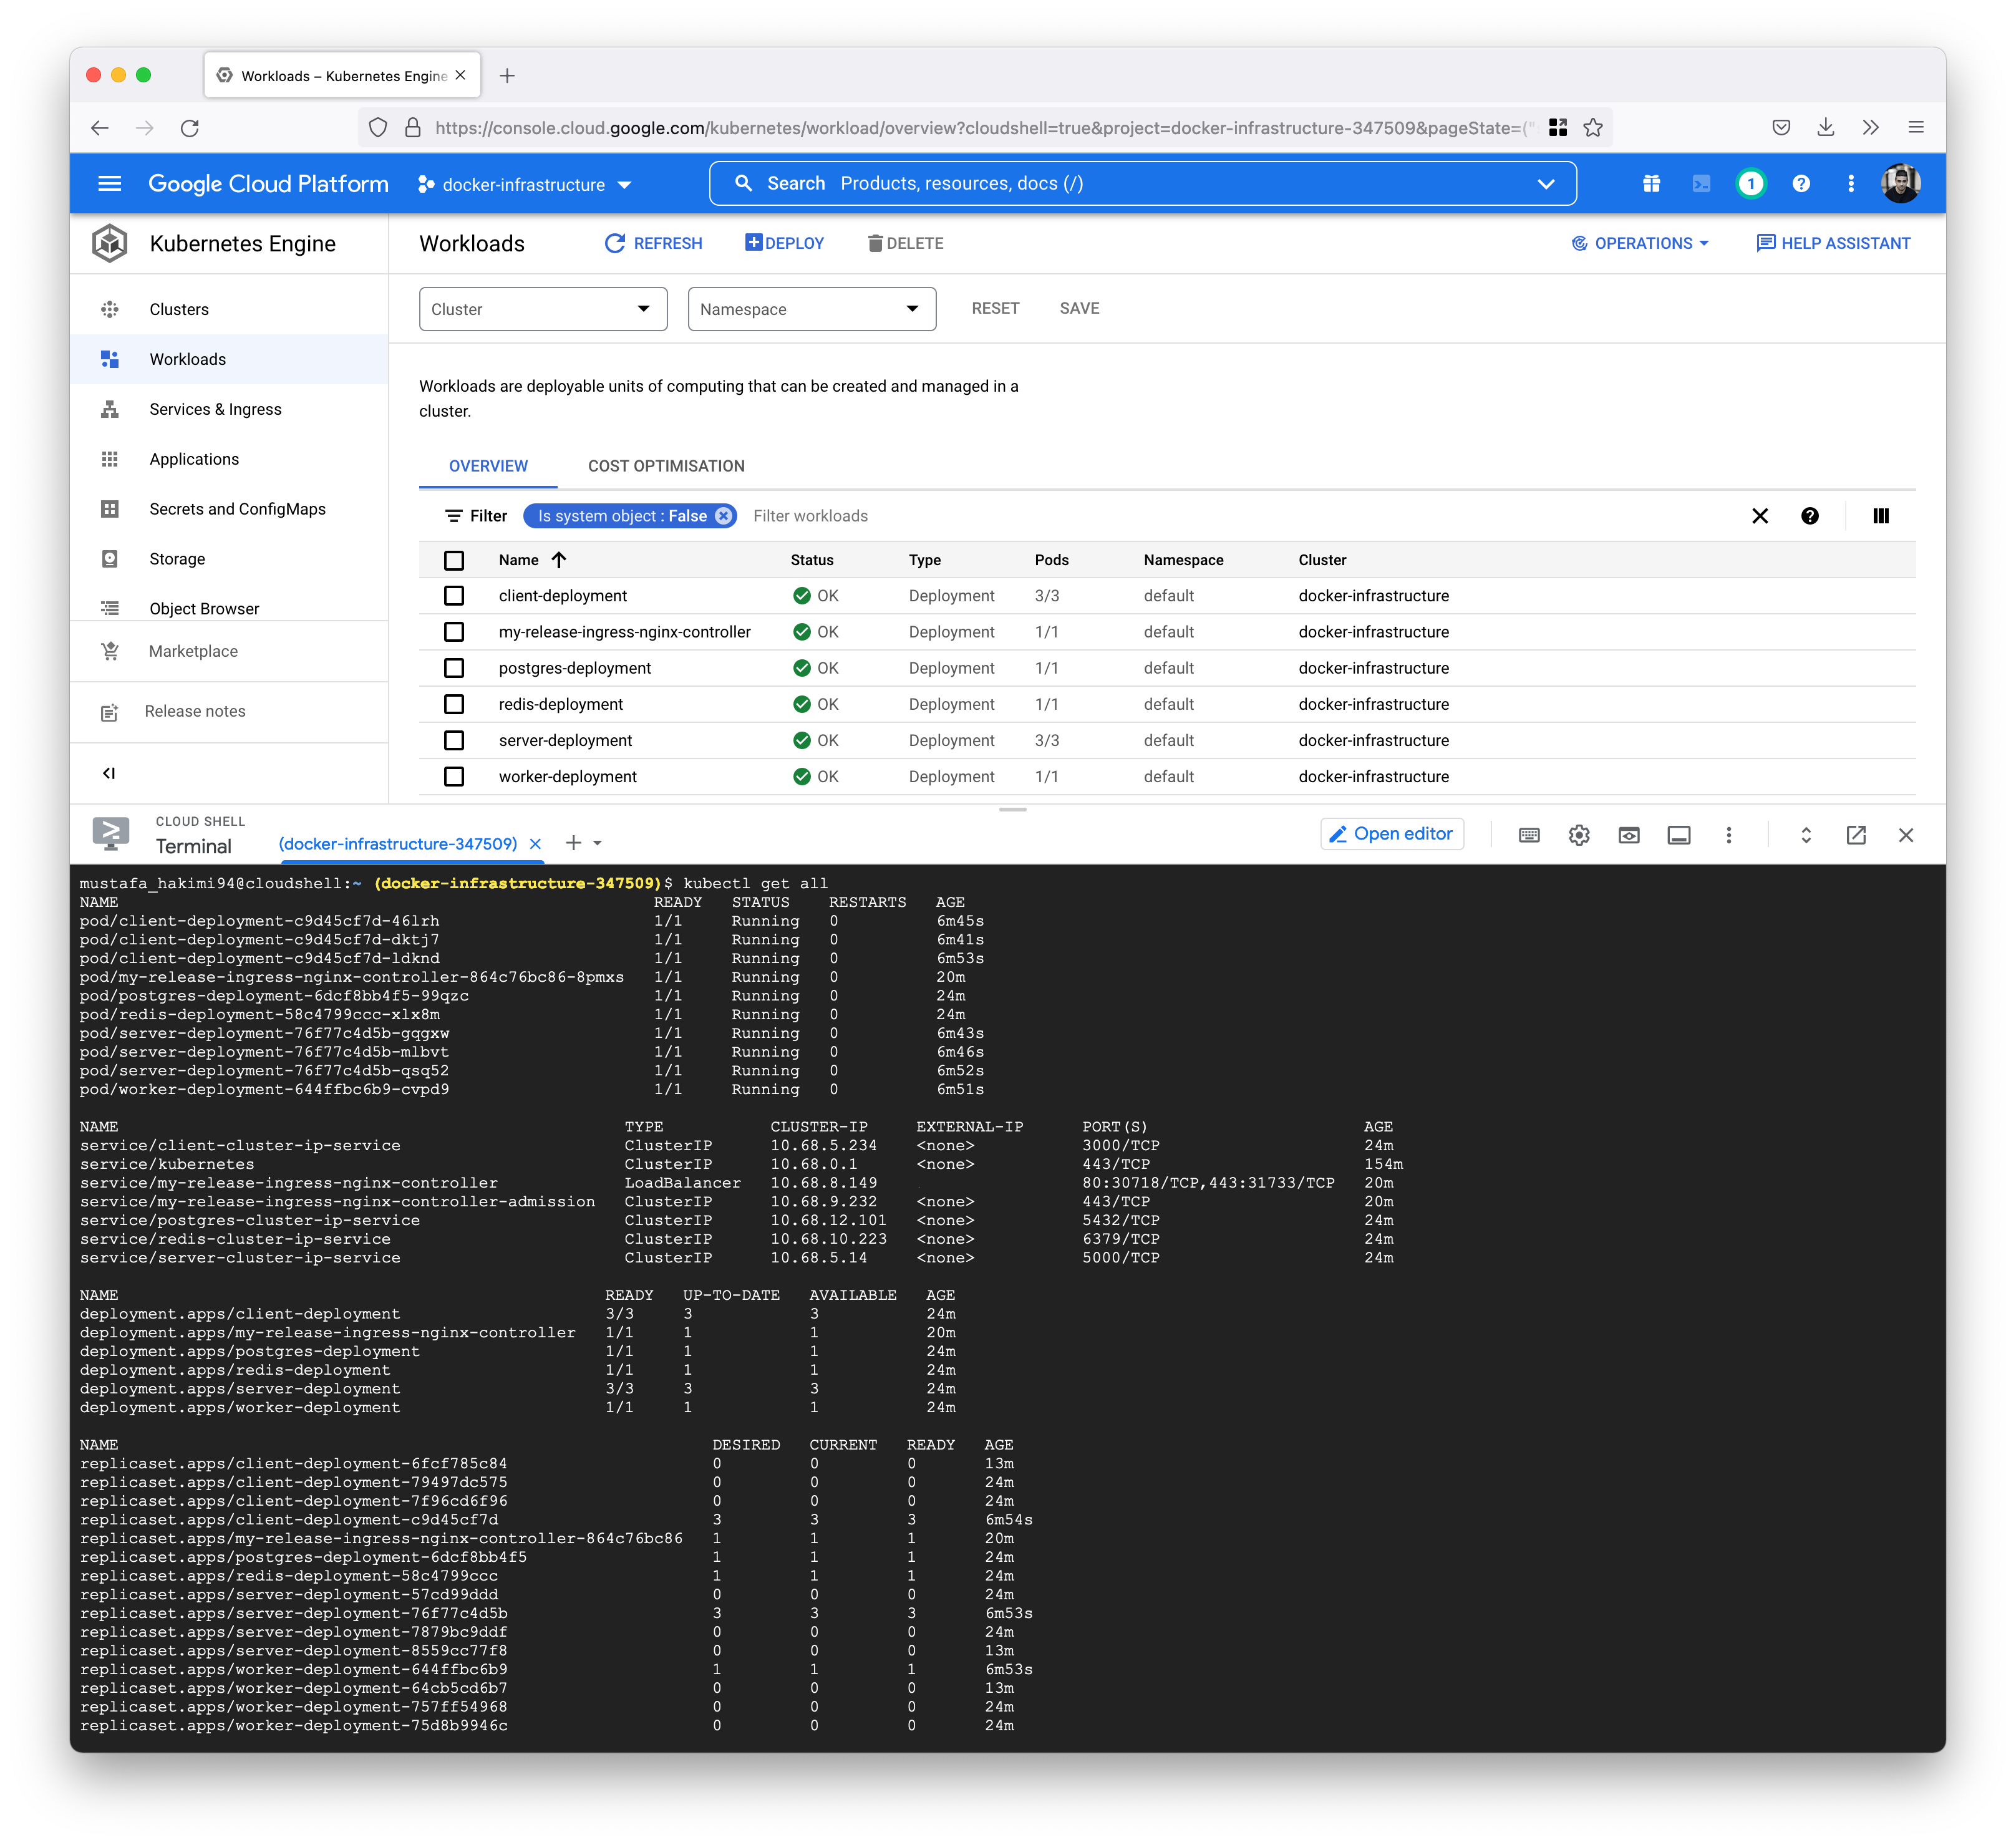 Workloads – Kubernetes Engine
https://console.cloud.google.com/kubernetes/workload/overview?cloudshell=true&project=docker-infrastructure-347509&pageState=("
Google Cloud Platform docker-infrastructure Search Products, resources, docs (/) 1
Kubernetes Engine
Workloads REFRESH DEPLOY DELETE OPERATIONS HELP ASSISTANT
Clusters
Workloads
Services & Ingress
Applications
Secrets and ConfigMaps
Storage
Object Browser
Marketplace
Release notes
Cluster Namespace RESET SAVE
Workloads are deployable units of computing that can be created and managed in a
cluster.
OVERVIEW COST OPTIMISATION
Filter Is system object : False Filter workloads
Name Status Type Pods Namespace Cluster
client-deployment OK Deployment 3/3 default docker-infrastructure
my-release-ingress-nginx-controller OK Deployment 1/1 default docker-infrastructure
postgres-deployment OK Deployment 1/1 default docker-infrastructure
redis-deployment OK Deployment 1/1 default docker-infrastructure
server-deployment OK Deployment 3/3 default docker-infrastructure
worker-deployment OK Deployment 1/1 default docker-infrastructure
CLOUD SHELL
Terminal (docker-infrastructure-347509) Open editor
mustafa_hakimi94@cloudshell:~ (docker-infrastructure-347509)$ kubectl get all
NAME READY STATUS RESTARTS AGE
pod/client-deployment-c9d45cf7d-46lrh 1/1 Running 0 6m45s
pod/client-deployment-c9d45cf7d-dktj7 1/1 Running 0 6m41s
pod/client-deployment-c9d45cf7d-ldknd 1/1 Running 0 6m53s
pod/my-release-ingress-nginx-controller-864c76bc86-8pmxs 1/1 Running 0 20m
pod/postgres-deployment-6dcf8bb4f5-99qzc 1/1 Running 0 24m
pod/redis-deployment-58c4799ccc-xlx8m 1/1 Running 0 24m
pod/server-deployment-76f77c4d5b-gqgxw 1/1 Running 0 6m43s
pod/server-deployment-76f77c4d5b-mlbvt 1/1 Running 0 6m46s
pod/server-deployment-76f77c4d5b-qsq52 1/1 Running 0 6m52s
pod/worker-deployment-644ffbc6b9-cvpd9 1/1 Running 0 6m51s
NAME TYPE CLUSTER-IP EXTERNAL-IP PORT(S) AGE
service/client-cluster-ip-service ClusterIP 10.68.5.234 <none> 3000/TCP 24m
service/kubernetes ClusterIP 10.68.0.1 <none> 443/TCP 154m
service/my-release-ingress-nginx-controller LoadBalancer 10.68.8.149 80:30718/TCP,443:31733/TCP 20m
service/my-release-ingress-nginx-controller-admission ClusterIP 10.68.9.232 <none> 443/TCP 20m
service/postgres-cluster-ip-service ClusterIP 10.68.12.101 <none> 5432/TCP 24m
service/redis-cluster-ip-service ClusterIP 10.68.10.223 <none> 6379/TCP 24m
service/server-cluster-ip-service ClusterIP 10.68.5.14 <none> 5000/TCP 24m
NAME READY UP-TO-DATE AVAILABLE AGE
deployment.apps/client-deployment 3/3 3 3 24m
deployment.apps/my-release-ingress-nginx-controller 1/1 1 1 20m
deployment.apps/postgres-deployment 1/1 1 1 24m
deployment.apps/redis-deployment 1/1 1 1 24m
deployment.apps/server-deployment 3/3 3 3 24m
deployment.apps/worker-deployment 1/1 1 1 24m
NAME DESIRED CURRENT READY AGE
replicaset.apps/client-deployment-6fcf785c84 0 0 0 13m
replicaset.apps/client-deployment-79497dc575 0 0 0 24m
replicaset.apps/client-deployment-7f96cd6f96 0 0 0 24m
replicaset.apps/client-deployment-c9d45cf7d 3 3 3 6m54s
replicaset.apps/my-release-ingress-nginx-controller-864c76bc86 1 1 1 20m
replicaset.apps/postgres-deployment-6dcf8bb4f5 1 1 1 24m
replicaset.apps/redis-deployment-58c4799ccc 1 1 1 24m
replicaset.apps/server-deployment-57cd99ddd 0 0 0 24m
replicaset.apps/server-deployment-76f77c4d5b 3 3 3 6m53s
replicaset.apps/server-deployment-7879bc9ddf 0 0 0 24m
replicaset.apps/server-deployment-8559cc77f8 0 0 0 13m
replicaset.apps/worker-deployment-644ffbc6b9 1 1 1 6m53s
replicaset.apps/worker-deployment-64cb5cd6b7 0 0 0 13m
replicaset.apps/worker-deployment-757ff54968 0 0 0 24m
replicaset.apps/worker-deployment-75d8b9946c 0 0 0 24m